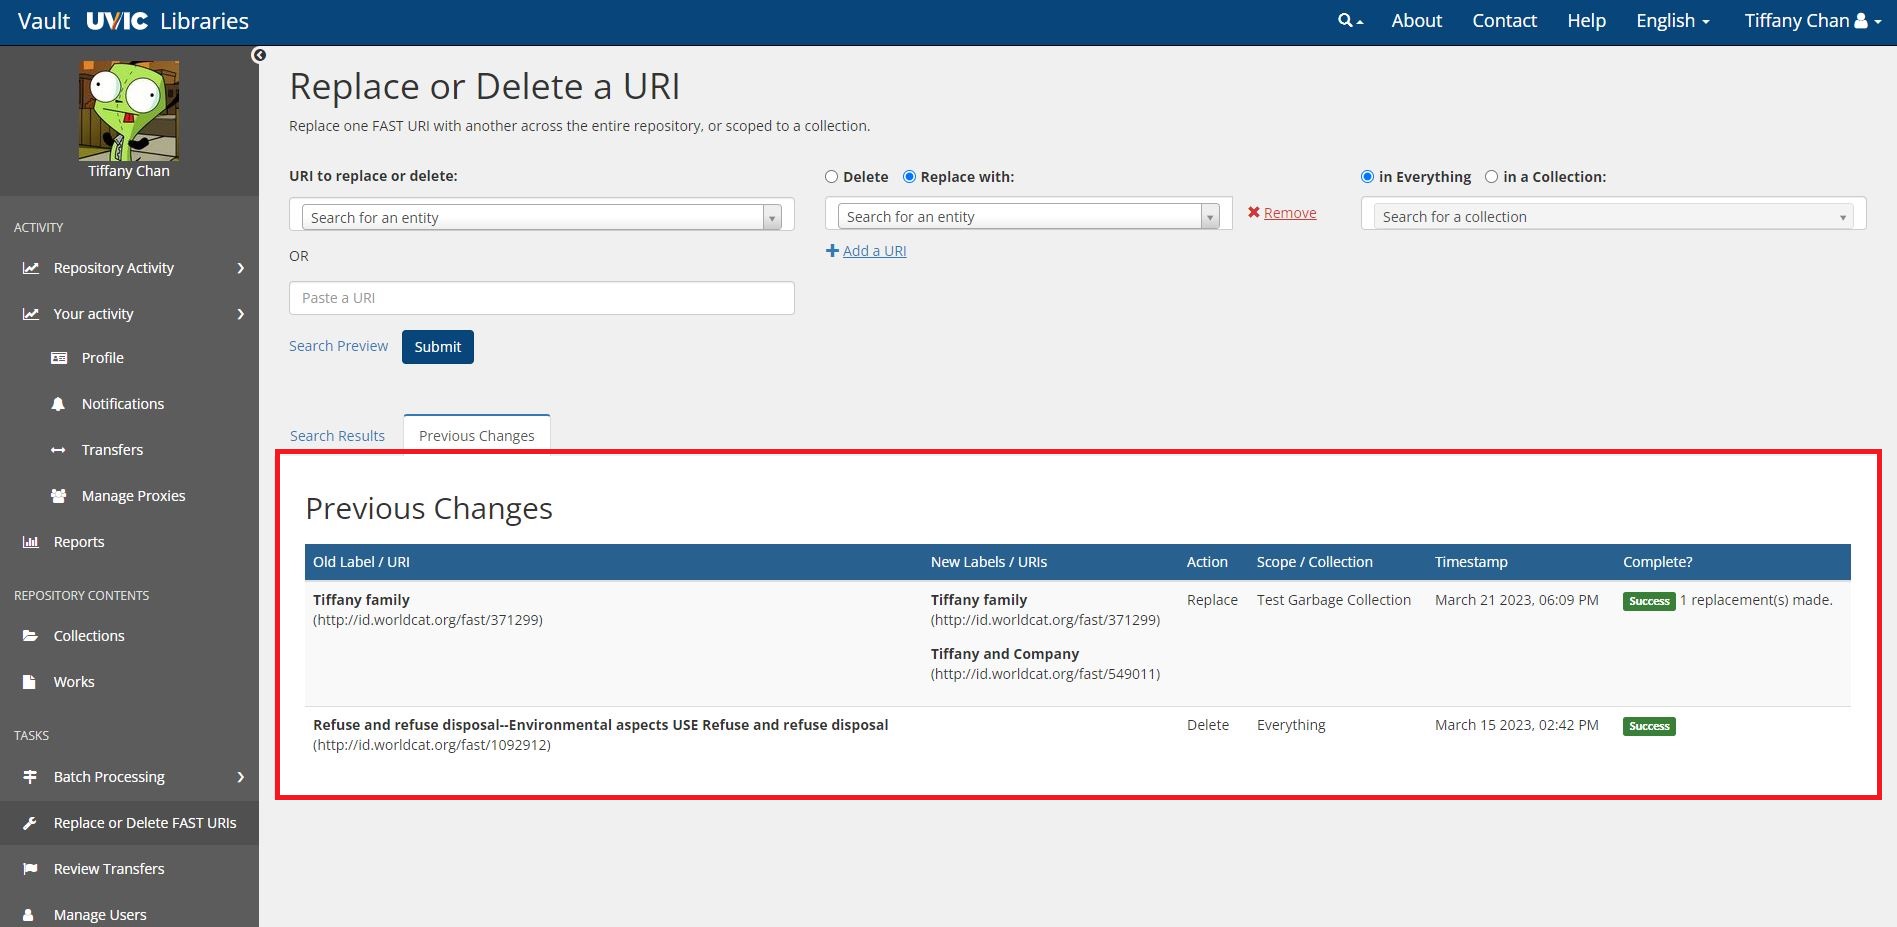 Vault UVIC Libraries
About Contact Help English Tiffany Chan
Tiffany Chan
ACTIVITY
Repository Activity
Your activity
Profile
Notifications
Transfers
Manage Proxies
Reports
REPOSITORY CONTENTS
Collections
Works
TASKS
Batch Processing
Replace or Delete FAST URIs
Review Transfers
Manage Users
Replace or Delete a URI
Replace one FAST URI with another across the entire repository, or scoped to a collection.
URI to replace or delete:
Search for an entity
OR
Paste a URI
Search Preview Submit
Delete Replace with:
Search for an entity
Remove
Add a URI
in Everything in a Collection:
Search for a collection
Search Results Previous Changes
Previous Changes
Old Label / URI New Labels / URIs Action Scope / Collection Timestamp Complete?
Tiffany family Tiffany family Replace Test Garbage Collection March 21 2023, 06:09 PM Success 1 replacement(s) made.
(http://id.worldcat.org/fast/371299) (http://id.worldcat.org/fast/371299)
Tiffany and Company
(http://id.worldcat.org/fast/549011)
Refuse and refuse disposal--Environmental aspects USE Refuse and refuse disposal Delete Everything March 15 2023, 02:42 PM Success
(http://id.worldcat.org/fast/1092912)